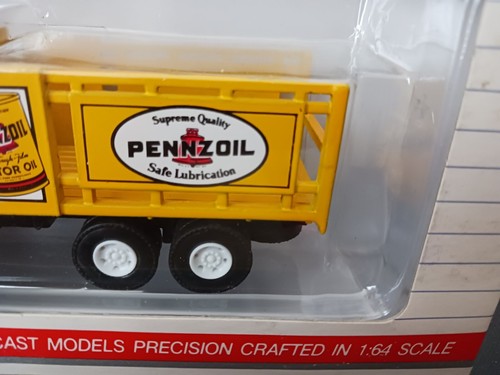 Supreme Quality
PENNZOIL
Safe Lubrication
ZOIL
TOR OIL
CAST MODELS PRECISION CRAFTED IN 1:64 SCALE